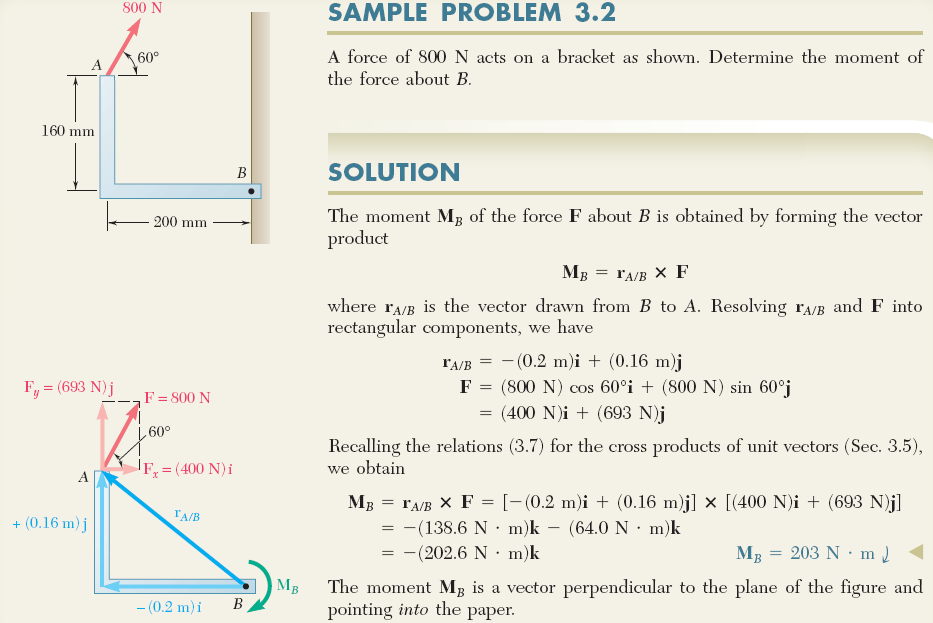 800 N
60°
A
160 mm
B
200 mm
SAMPLE PROBLEM 3.2
A force of 800 N acts on a bracket as shown. Determine the moment of
the force about B.
SOLUTION
The moment M_B of the force F about B is obtained by forming the vector
product
M_B = r_A/B × F
where r_A/B is the vector drawn from B to A. Resolving r_A/B and F into
rectangular components, we have
r_A/B = −(0.2 m)i + (0.16 m)j
F = (800 N) cos 60°i + (800 N) sin 60°j
= (400 N)i + (693 N)j
Recalling the relations (3.7) for the cross products of unit vectors (Sec. 3.5),
we obtain
M_B = r_A/B × F = [−(0.2 m)i + (0.16 m)j] × [(400 N)i + (693 N)j]
= −(138.6 N · m)k − (64.0 N · m)k
= −(202.6 N · m)k M_B = 203 N · m ↲
The moment M_B is a vector perpendicular to the plane of the figure and
pointing into the paper.
F_y = (693 N)j
F = 800 N
60°
F_x = (400 N)i
A
r_A/B
+ (0.16 m)j
M_B
B
− (0.2 m)i